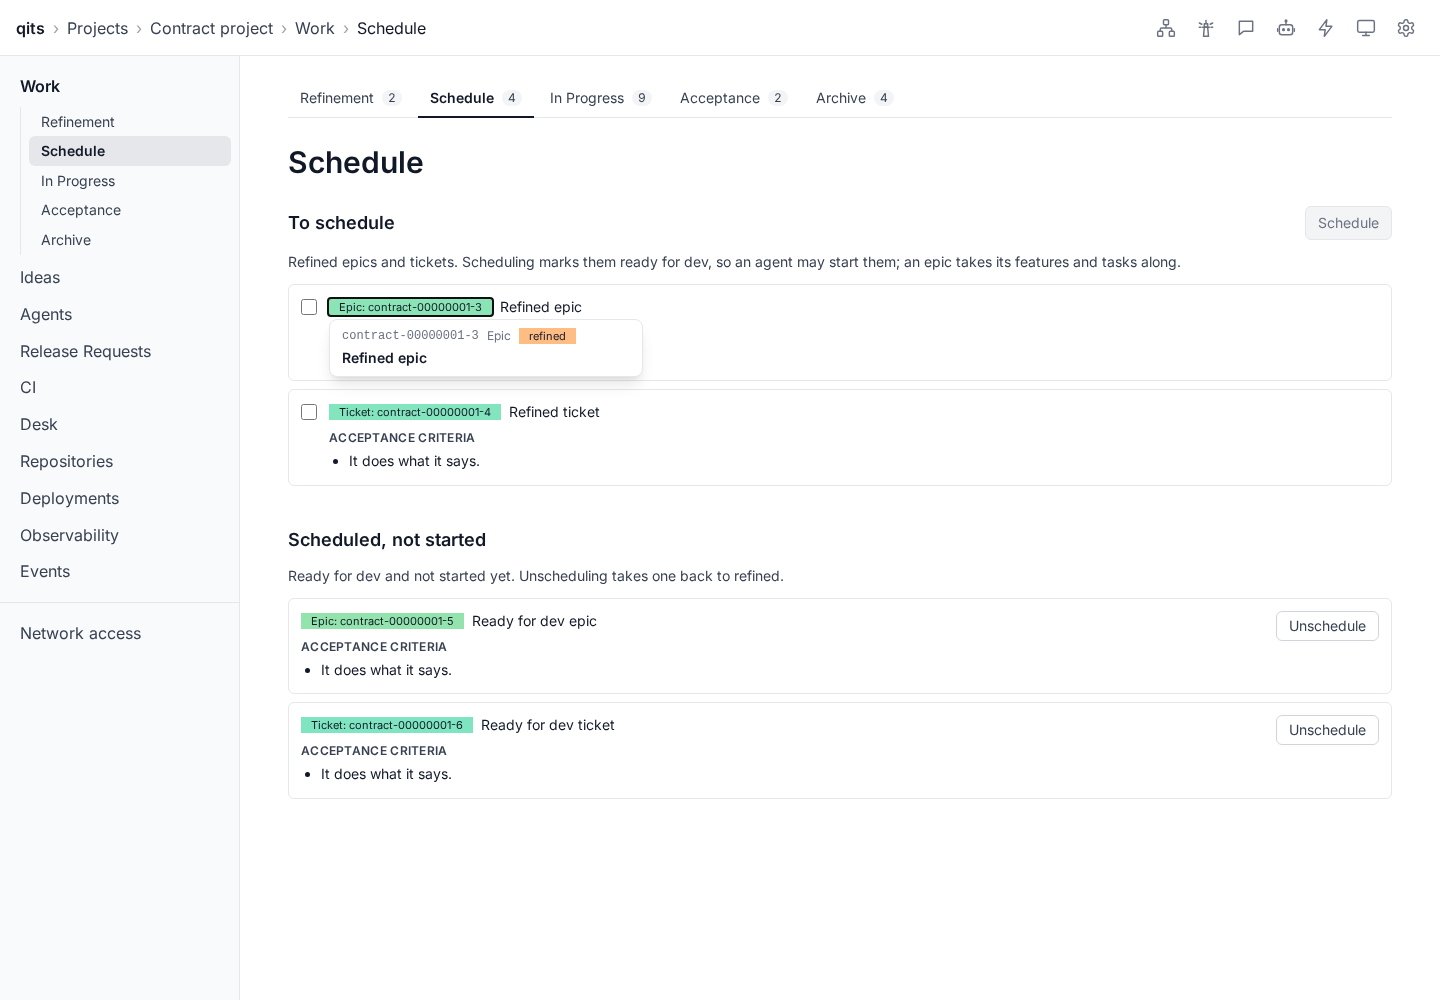 qits › Projects › Contract project › Work › Schedule
Work
Refinement
Schedule
In Progress
Acceptance
Archive
Ideas
Agents
Release Requests
CI
Desk
Repositories
Deployments
Observability
Events
Network access
Refinement 2 Schedule 4 In Progress 9 Acceptance 2 Archive 4
Schedule
To schedule
Schedule
Refined epics and tickets. Scheduling marks them ready for dev, so an agent may start them; an epic takes its features and tasks along.
Epic: contract-00000001-3 Refined epic
contract-00000001-3 Epic refined
Refined epic
Ticket: contract-00000001-4 Refined ticket
ACCEPTANCE CRITERIA
• It does what it says.
Scheduled, not started
Ready for dev and not started yet. Unscheduling takes one back to refined.
Epic: contract-00000001-5 Ready for dev epic
Unschedule
ACCEPTANCE CRITERIA
• It does what it says.
Ticket: contract-00000001-6 Ready for dev ticket
Unschedule
ACCEPTANCE CRITERIA
• It does what it says.